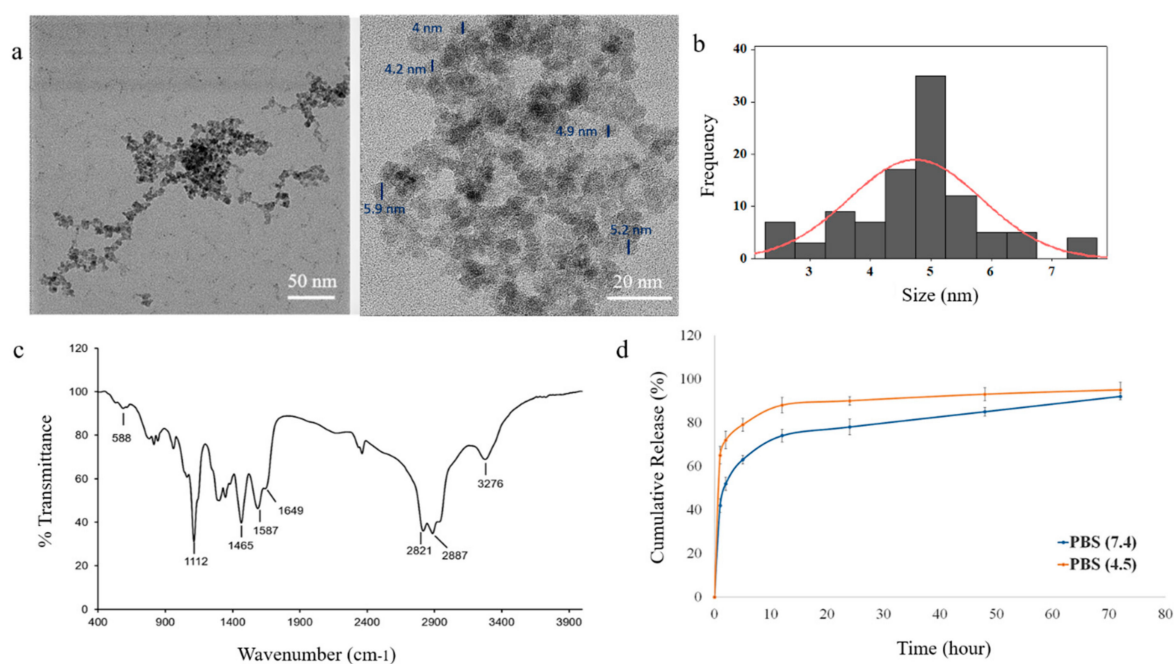 a
4 nm
4.2 nm
4.9 nm
5.9 nm
5.2 nm
50 nm
20 nm
b
40
30
20
10
0
Frequency
3 4 5 6 7
Size (nm)
c
120
100
80
60
40
20
0
% Transmittance
588
1112
1465
1587
1649
2821
2887
3276
400 900 1400 1900 2400 2900 3400 3900
Wavenumber (cm-1)
d
120
100
80
60
40
20
0
Cumulative Release (%)
PBS (7.4)
PBS (4.5)
0 10 20 30 40 50 60 70 80
Time (hour)